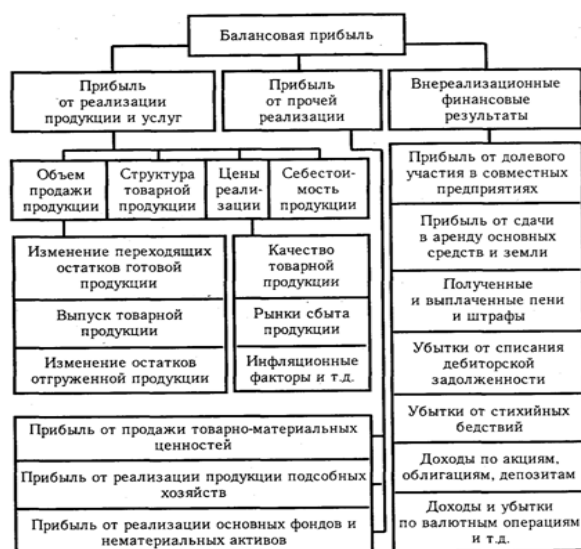 Балансовая прибыль
Прибыль
от реализации
продукции и услуг
Прибыль
от прочей
реализации
Внереализационные
финансовые
результаты
Объем
продажи
продукции
Структура
товарной
продукции
Цены
реали-
зации
Себестои-
мость
продукции
Изменение переходящих
остатков готовой
продукции
Выпуск товарной
продукции
Изменение остатков
отгруженной продукции
Качество
товарной
продукции
Рынки сбыта
продукции
Инфляционные
факторы и т.д.
Прибыль от продажи товарно-материальных
ценностей
Прибыль от реализации продукции подсобных
хозяйств
Прибыль от реализации основных фондов и
нематериальных активов
Прибыль от долевого
участия в совместных
предприятиях
Прибыль от сдачи
в аренду основных
средств и земли
Полученные
и выплаченные пени
и штрафы
Убытки от списания
дебиторской
задолженности
Убытки от стихийных
бедствий
Доходы по акциям,
облигациям, депозитам
Доходы и убытки
по валютным операциям
и т.д.